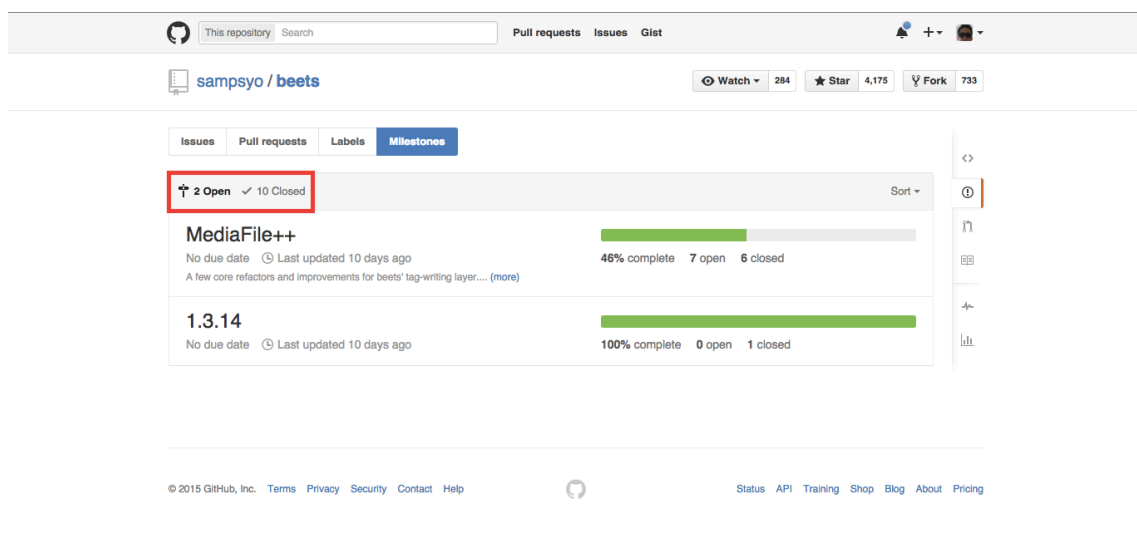 This repository Search Pull requests Issues Gist
sampsyo / beets Watch 284 Star 4,175 Fork 733
Issues Pull requests Labels Milestones
2 Open 10 Closed Sort
MediaFile++
No due date Last updated 10 days ago 46% complete 7 open 6 closed
A few core refactors and improvements for beets' tag-writing layer.... (more)
1.3.14
No due date Last updated 10 days ago 100% complete 0 open 1 closed
© 2015 GitHub, Inc. Terms Privacy Security Contact Help Status API Training Shop Blog About Pricing